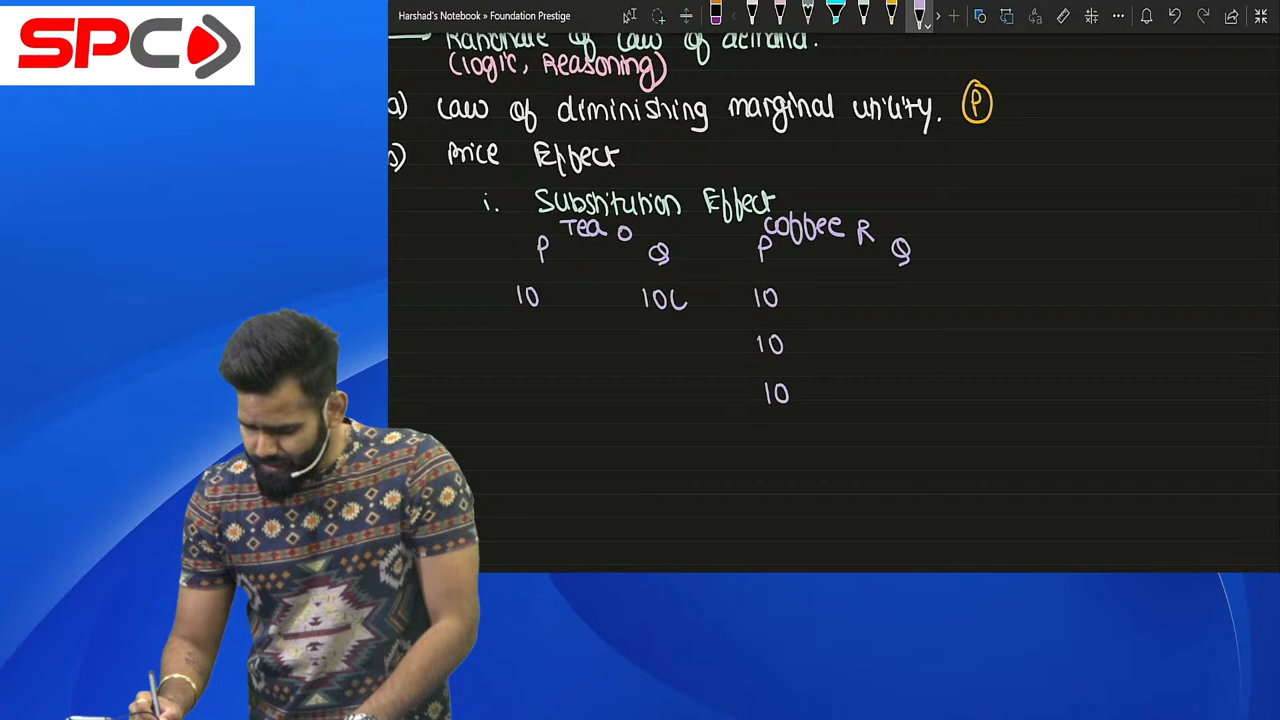 SPC
Harshad's Notebook » Foundation Prestige
Rationale of Law of demand.
(Logic, Reasoning)
a) Law of diminishing marginal utility. P
b) Price Effect
i. Substitution Effect
Tea O Coffee R
P Q P Q
10 10 10
10
10